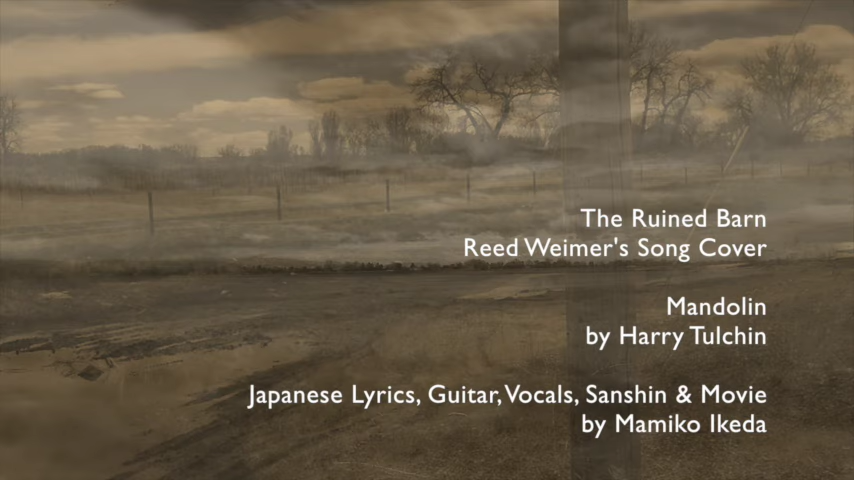 The Ruined Barn
Reed Weimer's Song Cover
Mandolin
by Harry Tulchin
Japanese Lyrics, Guitar, Vocals, Sanshin & Movie
by Mamiko Ikeda